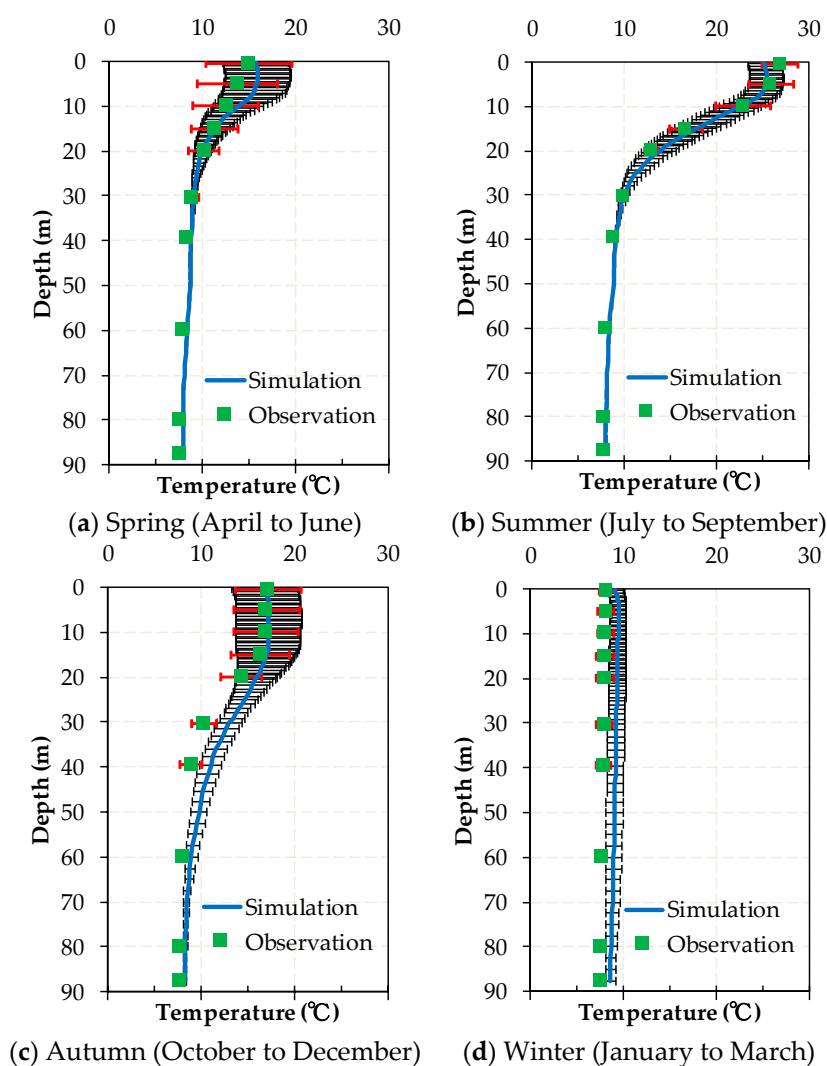 0 10 20 30
0
10
20
30
40
50
60
70
80
90
Depth (m)
Simulation
Observation
Temperature (℃)
(a) Spring (April to June)
0 10 20 30
0
10
20
30
40
50
60
70
80
90
Depth (m)
Simulation
Observation
Temperature (℃)
(b) Summer (July to September)
0 10 20 30
0
10
20
30
40
50
60
70
80
90
Depth (m)
Simulation
Observation
Temperature (℃)
(c) Autumn (October to December)
0 10 20 30
0
10
20
30
40
50
60
70
80
90
Depth (m)
Simulation
Observation
Temperature (℃)
(d) Winter (January to March)